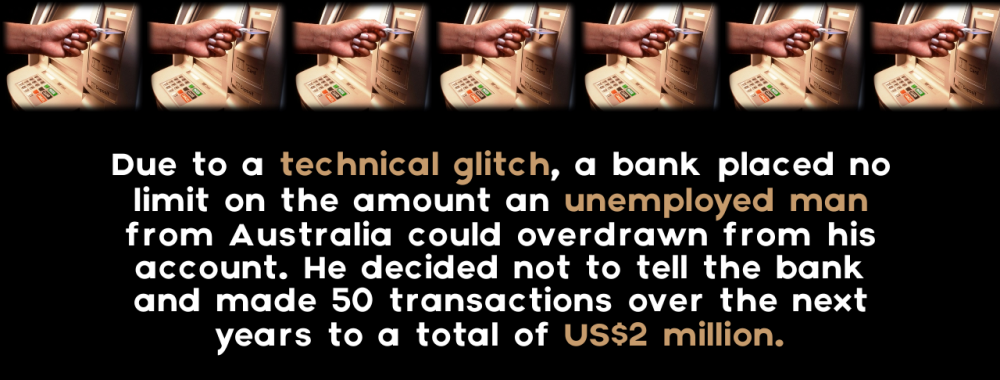 Due to a technical glitch, a bank placed no
limit on the amount an unemployed man
from Australia could overdrawn from his
account. He decided not to tell the bank
and made 50 transactions over the next
years to a total of US$2 million.